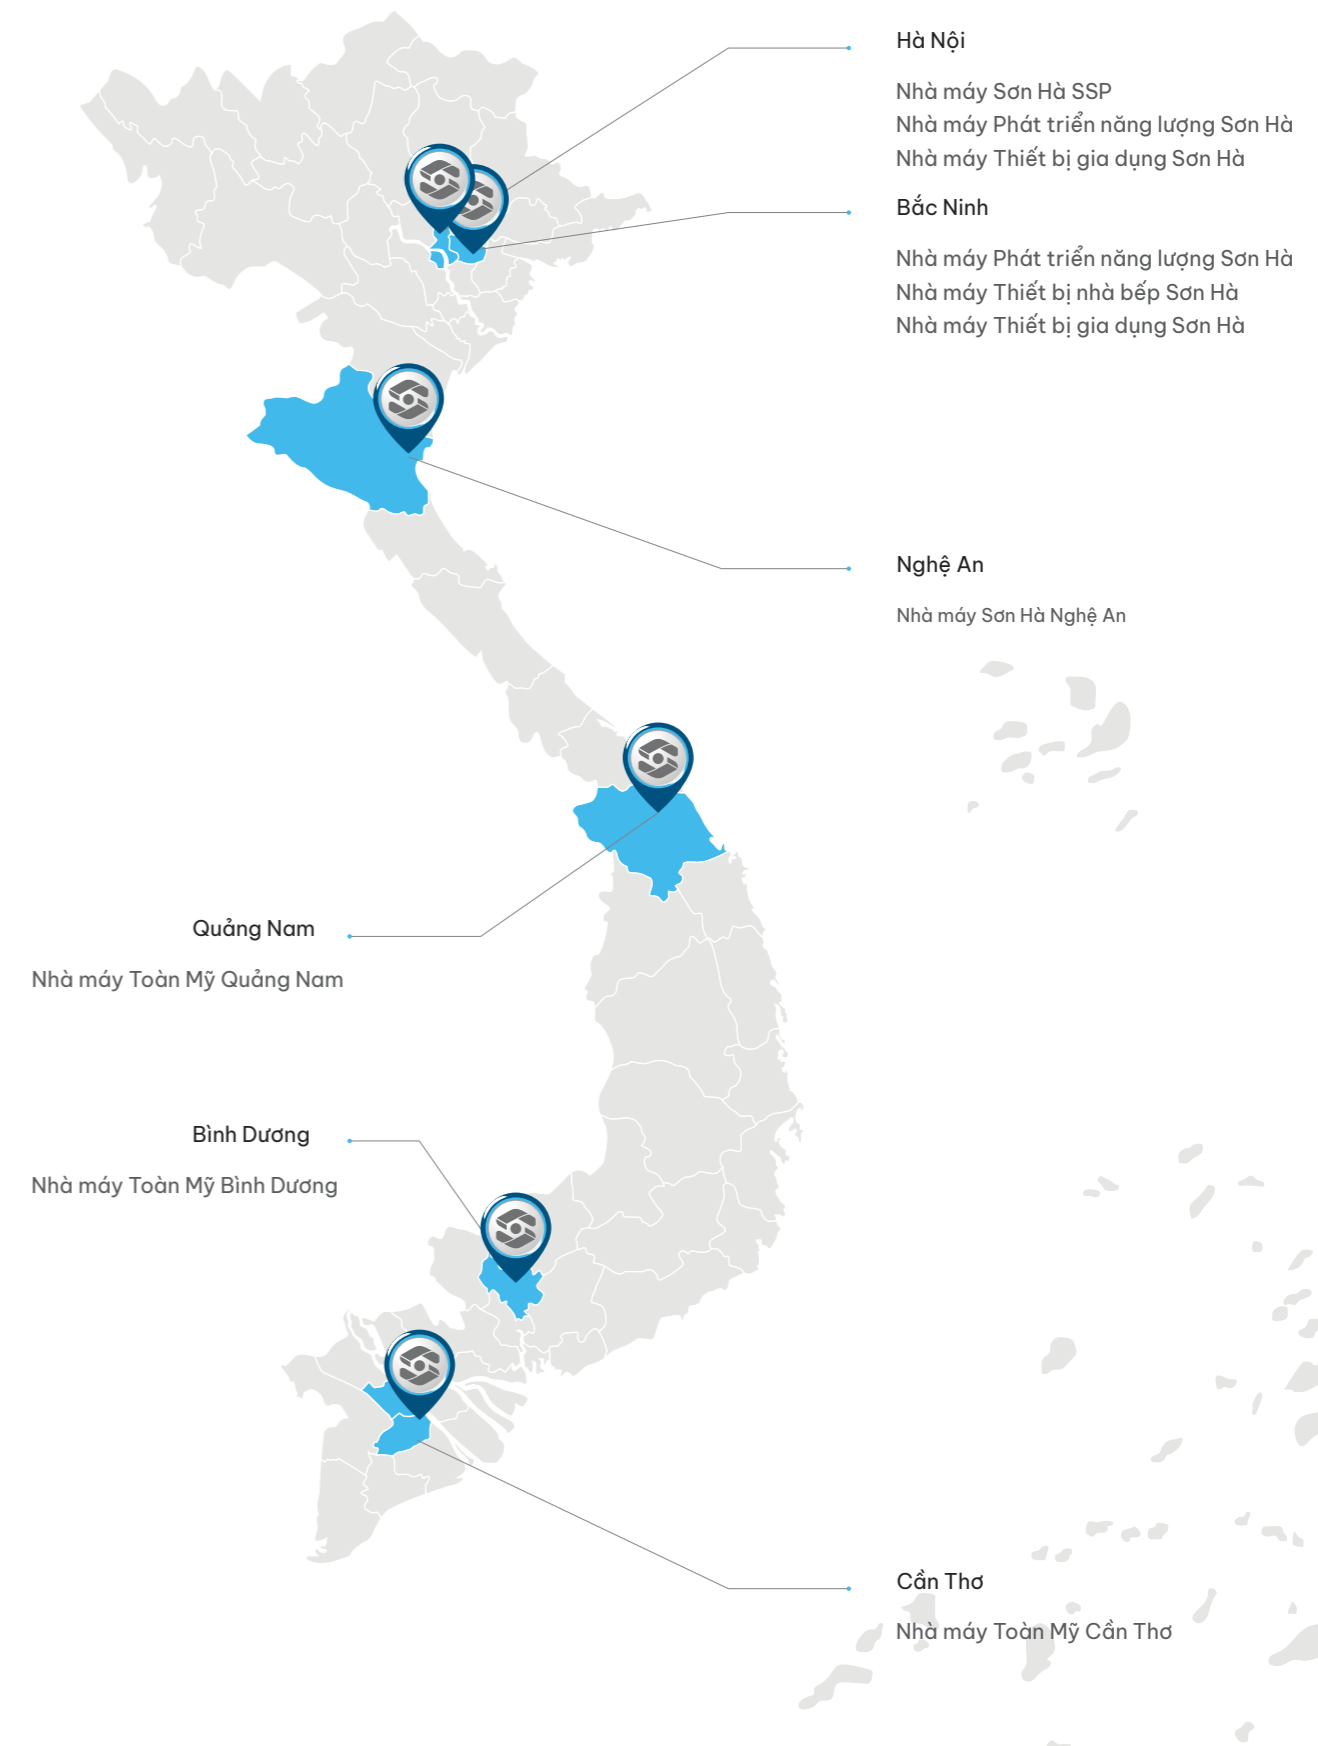 Hà Nội
Nhà máy Sơn Hà SSP
Nhà máy Phát triển năng lượng Sơn Hà
Nhà máy Thiết bị gia dụng Sơn Hà
Bắc Ninh
Nhà máy Phát triển năng lượng Sơn Hà
Nhà máy Thiết bị nhà bếp Sơn Hà
Nhà máy Thiết bị gia dụng Sơn Hà
Nghệ An
Nhà máy Sơn Hà Nghệ An
Quảng Nam
Nhà máy Toàn Mỹ Quảng Nam
Bình Dương
Nhà máy Toàn Mỹ Bình Dương
Cần Thơ
Nhà máy Toàn Mỹ Cần Thơ